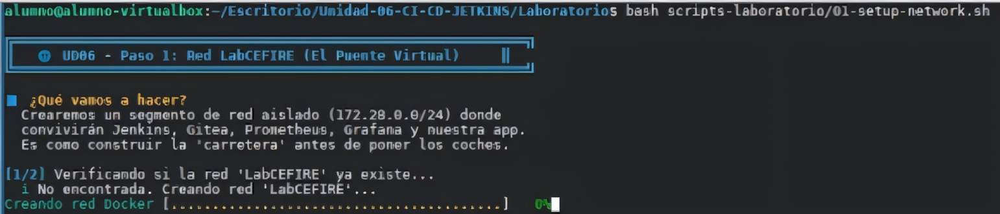 alumno@alumno-virtualbox:~/Escritorio/Unidad-06-CI-CD-JETKINS/Laboratorio$ bash scripts-laboratorio/01-setup-network.sh
UD06 - Paso 1: Red LabCEFIRE (El Puente Virtual)
¿Qué vamos a hacer?
Crearemos un segmento de red aislado (172.28.0.0/24) donde
convivirán Jenkins, Gitea, Prometheus, Grafana y nuestra app.
Es como construir la 'carretera' antes de poner los coches.
[1/2] Verificando si la red 'LabCEFIRE' ya existe...
i No encontrada. Creando red 'LabCEFIRE'...
Creando red Docker [........................................] 0%